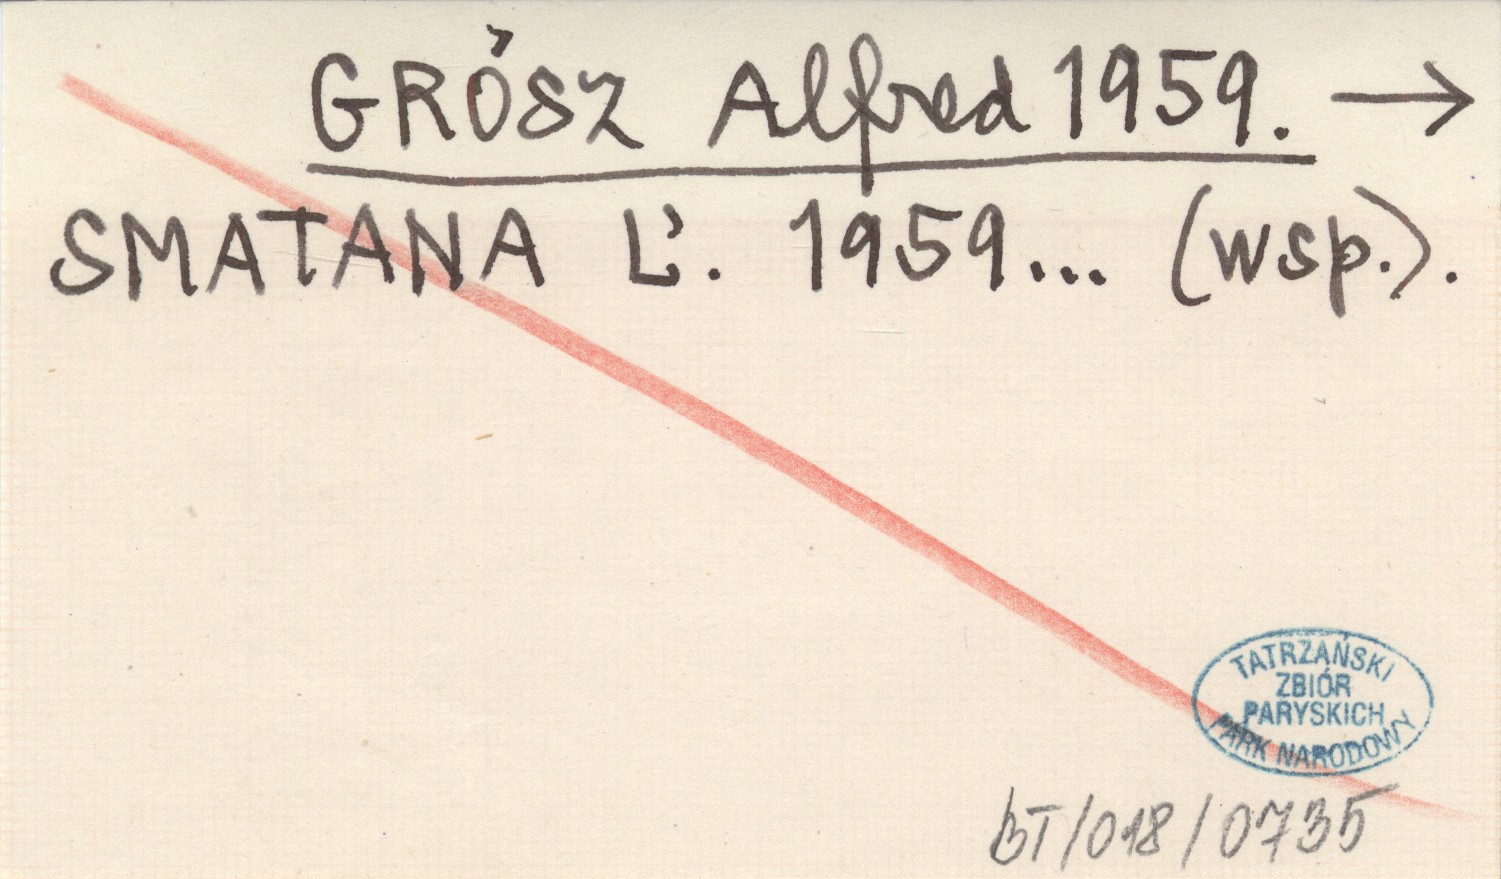 GRÓSZ Alfred 1959. →
SMATANA Ľ. 1959... (wsp.).
TATRZAŃSKI
ZBIÓR
PARYSKICH
PARK NARODOWY
BT/018/0735